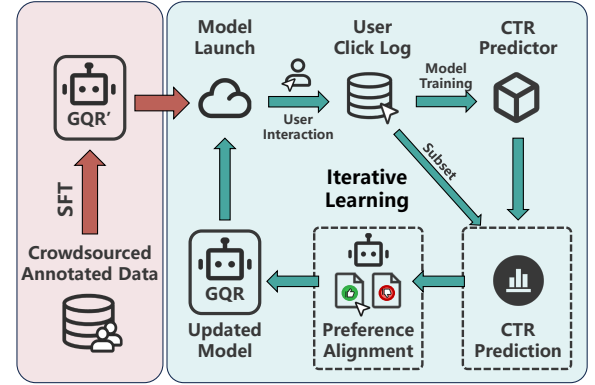 GQR’
SFT
Crowdsourced
Annotated Data
Model
Launch
User
Interaction
User
Click Log
Model
Training
CTR
Predictor
Subset
Iterative
Learning
GQR
Updated
Model
Preference
Alignment
CTR
Prediction